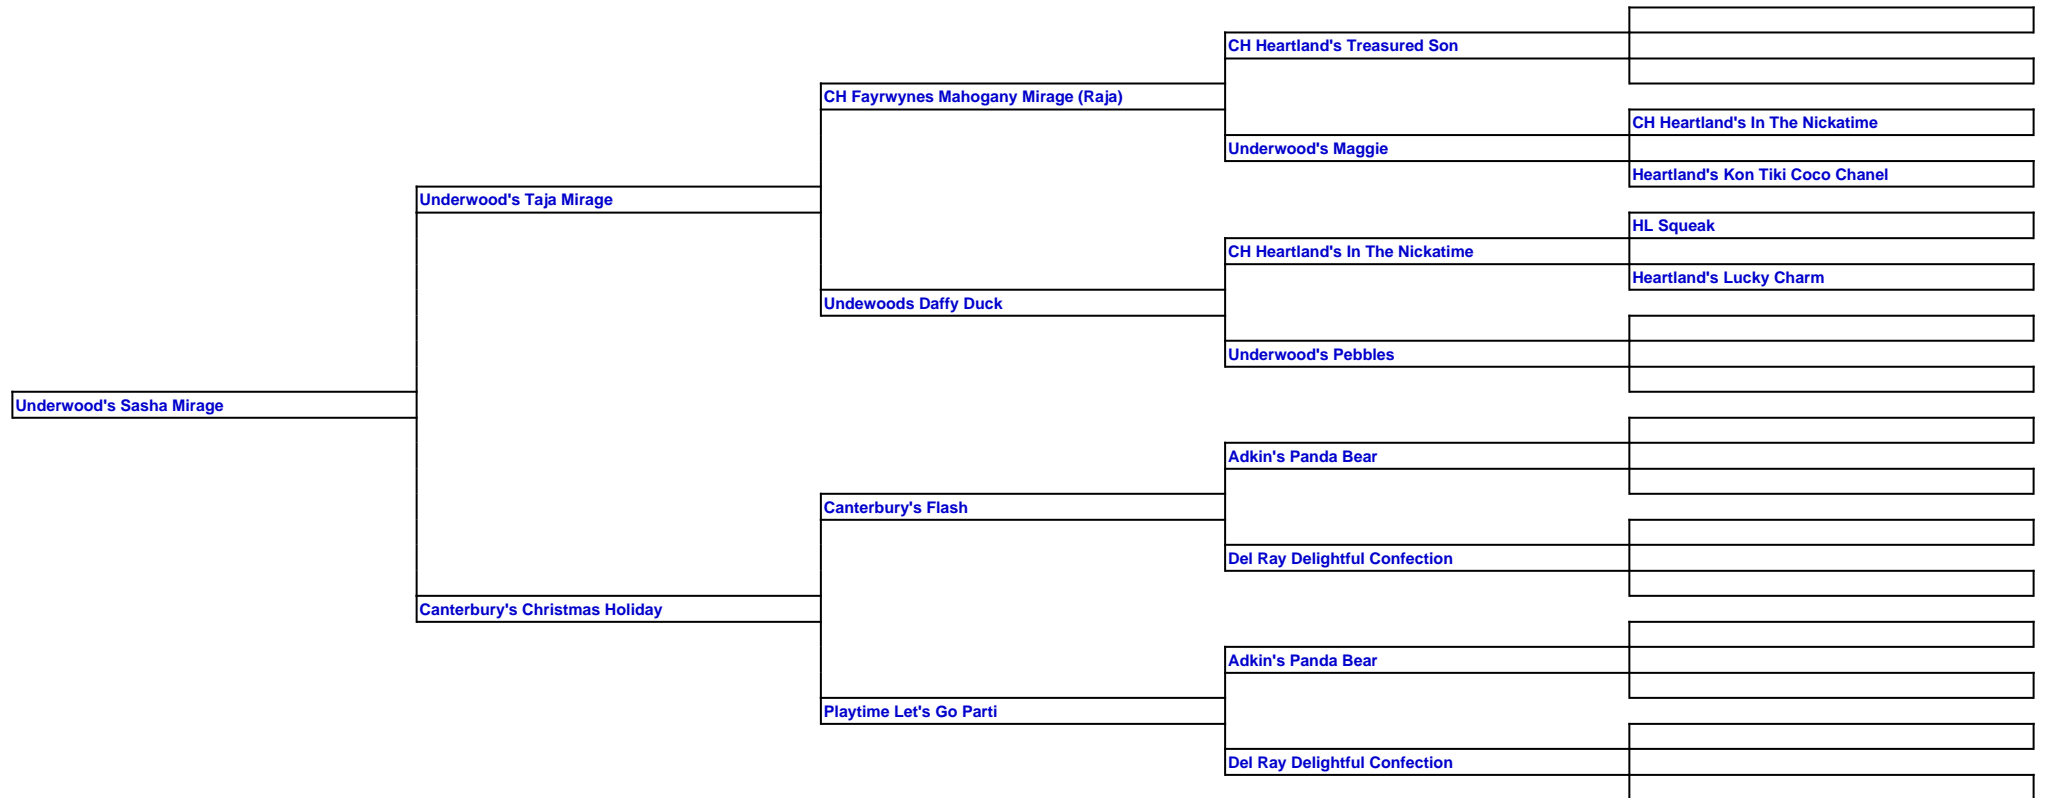 CH Heartland's Treasured Son
CH Fayrwynes Mahogany Mirage (Raja)
CH Heartland's In The Nickatime
Underwood's Maggie
Heartland's Kon Tiki Coco Chanel
Underwood's Taja Mirage
HL Squeak
CH Heartland's In The Nickatime
Heartland's Lucky Charm
Undewoods Daffy Duck
Underwood's Pebbles
Underwood's Sasha Mirage
Adkin's Panda Bear
Canterbury's Flash
Del Ray Delightful Confection
Canterbury's Christmas Holiday
Adkin's Panda Bear
Playtime Let's Go Parti
Del Ray Delightful Confection